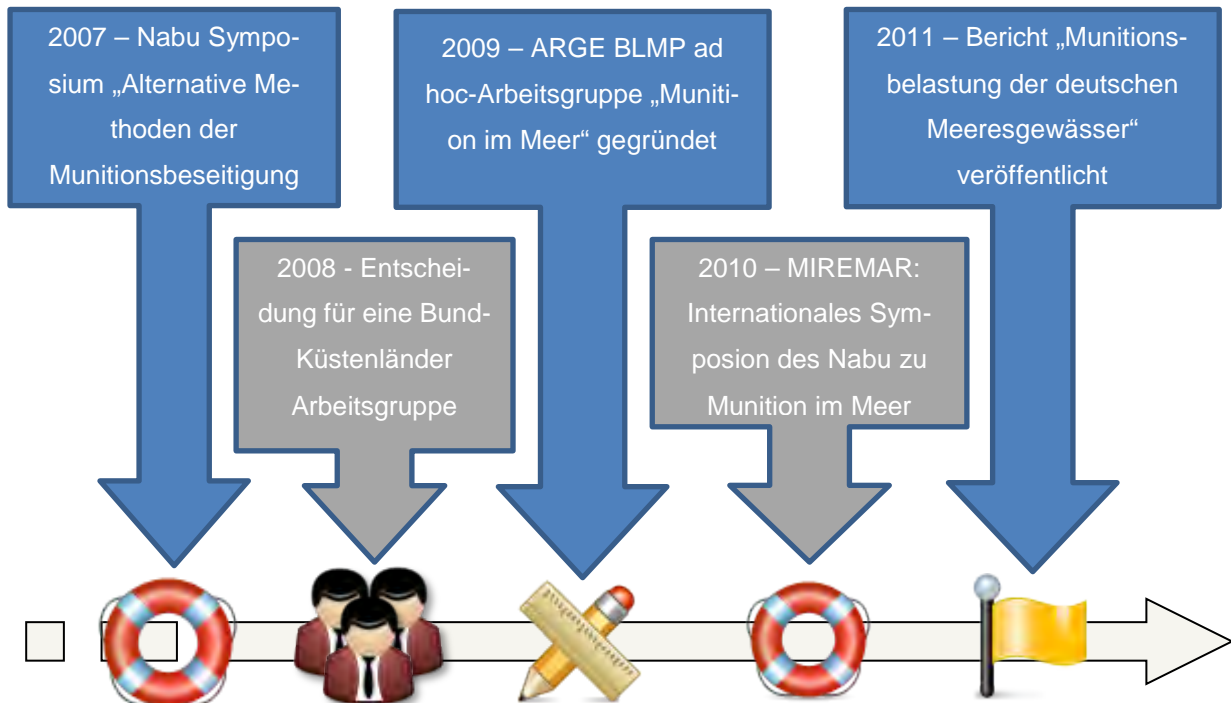 2007 – Nabu Sympo-
sium „Alternative Me-
thoden der
Munitionsbeseitigung
2008 - Entschei-
dung für eine Bund-
Küstenländer
Arbeitsgruppe
2009 – ARGE BLMP ad
hoc-Arbeitsgruppe „Muniti-
on im Meer“ gegründet
2010 – MIREMAR:
Internationales Sym-
posion des Nabu zu
Munition im Meer
2011 – Bericht „Munitions-
belastung der deutschen
Meeresgewässer“
veröffentlicht